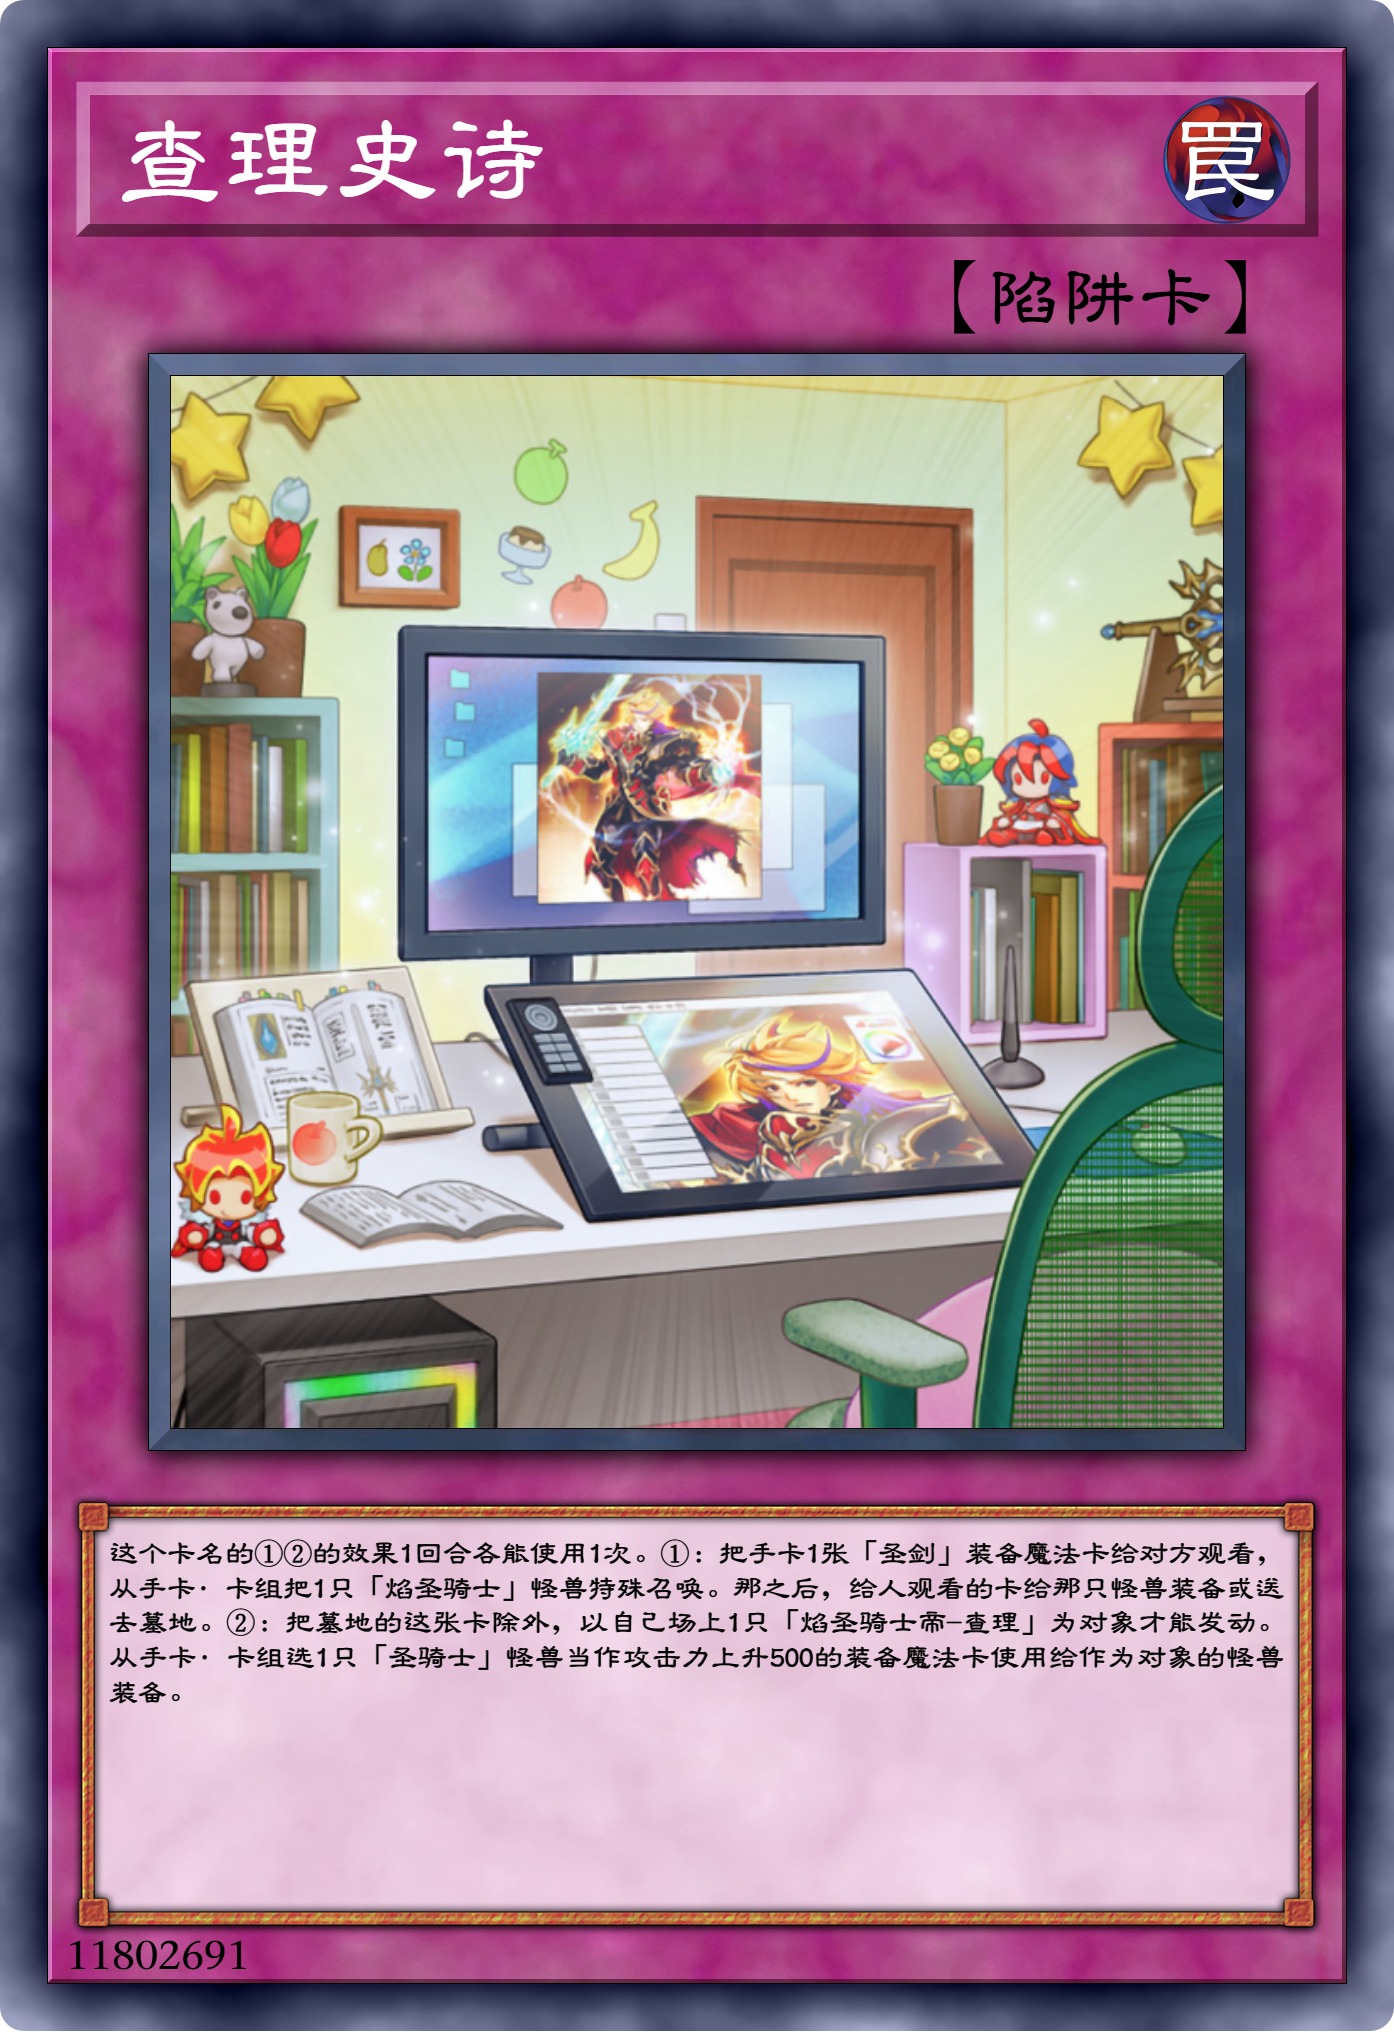 查理史诗
罠
【陷阱卡】
这个卡名的①②的效果1回合各能使用1次。①：把手卡1张「圣剑」装备魔法卡给对方观看，
从手卡·卡组把1只「焰圣骑士」怪兽特殊召唤。那之后，给人观看的卡给那只怪兽装备或送
去墓地。②：把墓地的这张卡除外，以自己场上1只「焰圣骑士帝-查理」为对象才能发动。
从手卡·卡组选1只「圣骑士」怪兽当作攻击力上升500的装备魔法卡使用给作为对象的怪兽
装备。
11802691